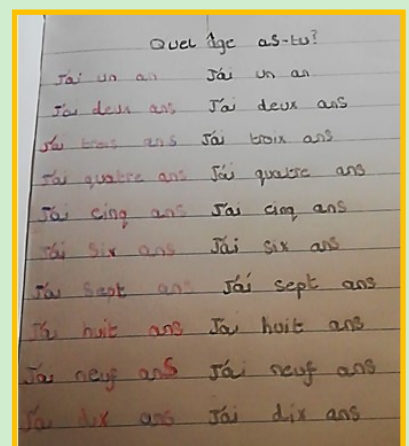 Quel âge as-tu?
J'ai un an J'ai un an
J'ai deux ans J'ai deux ans
J'ai trois ans J'ai troix ans
J'ai quatre ans J'ai quatre ans
J'ai cinq ans J'ai cinq ans
J'ai six ans J'ai six ans
J'ai sept ans J'ai sept ans
J'ai huit ans J'ai huit ans
J'ai neuf ans J'ai neuf ans
J'ai dix ans J'ai dix ans